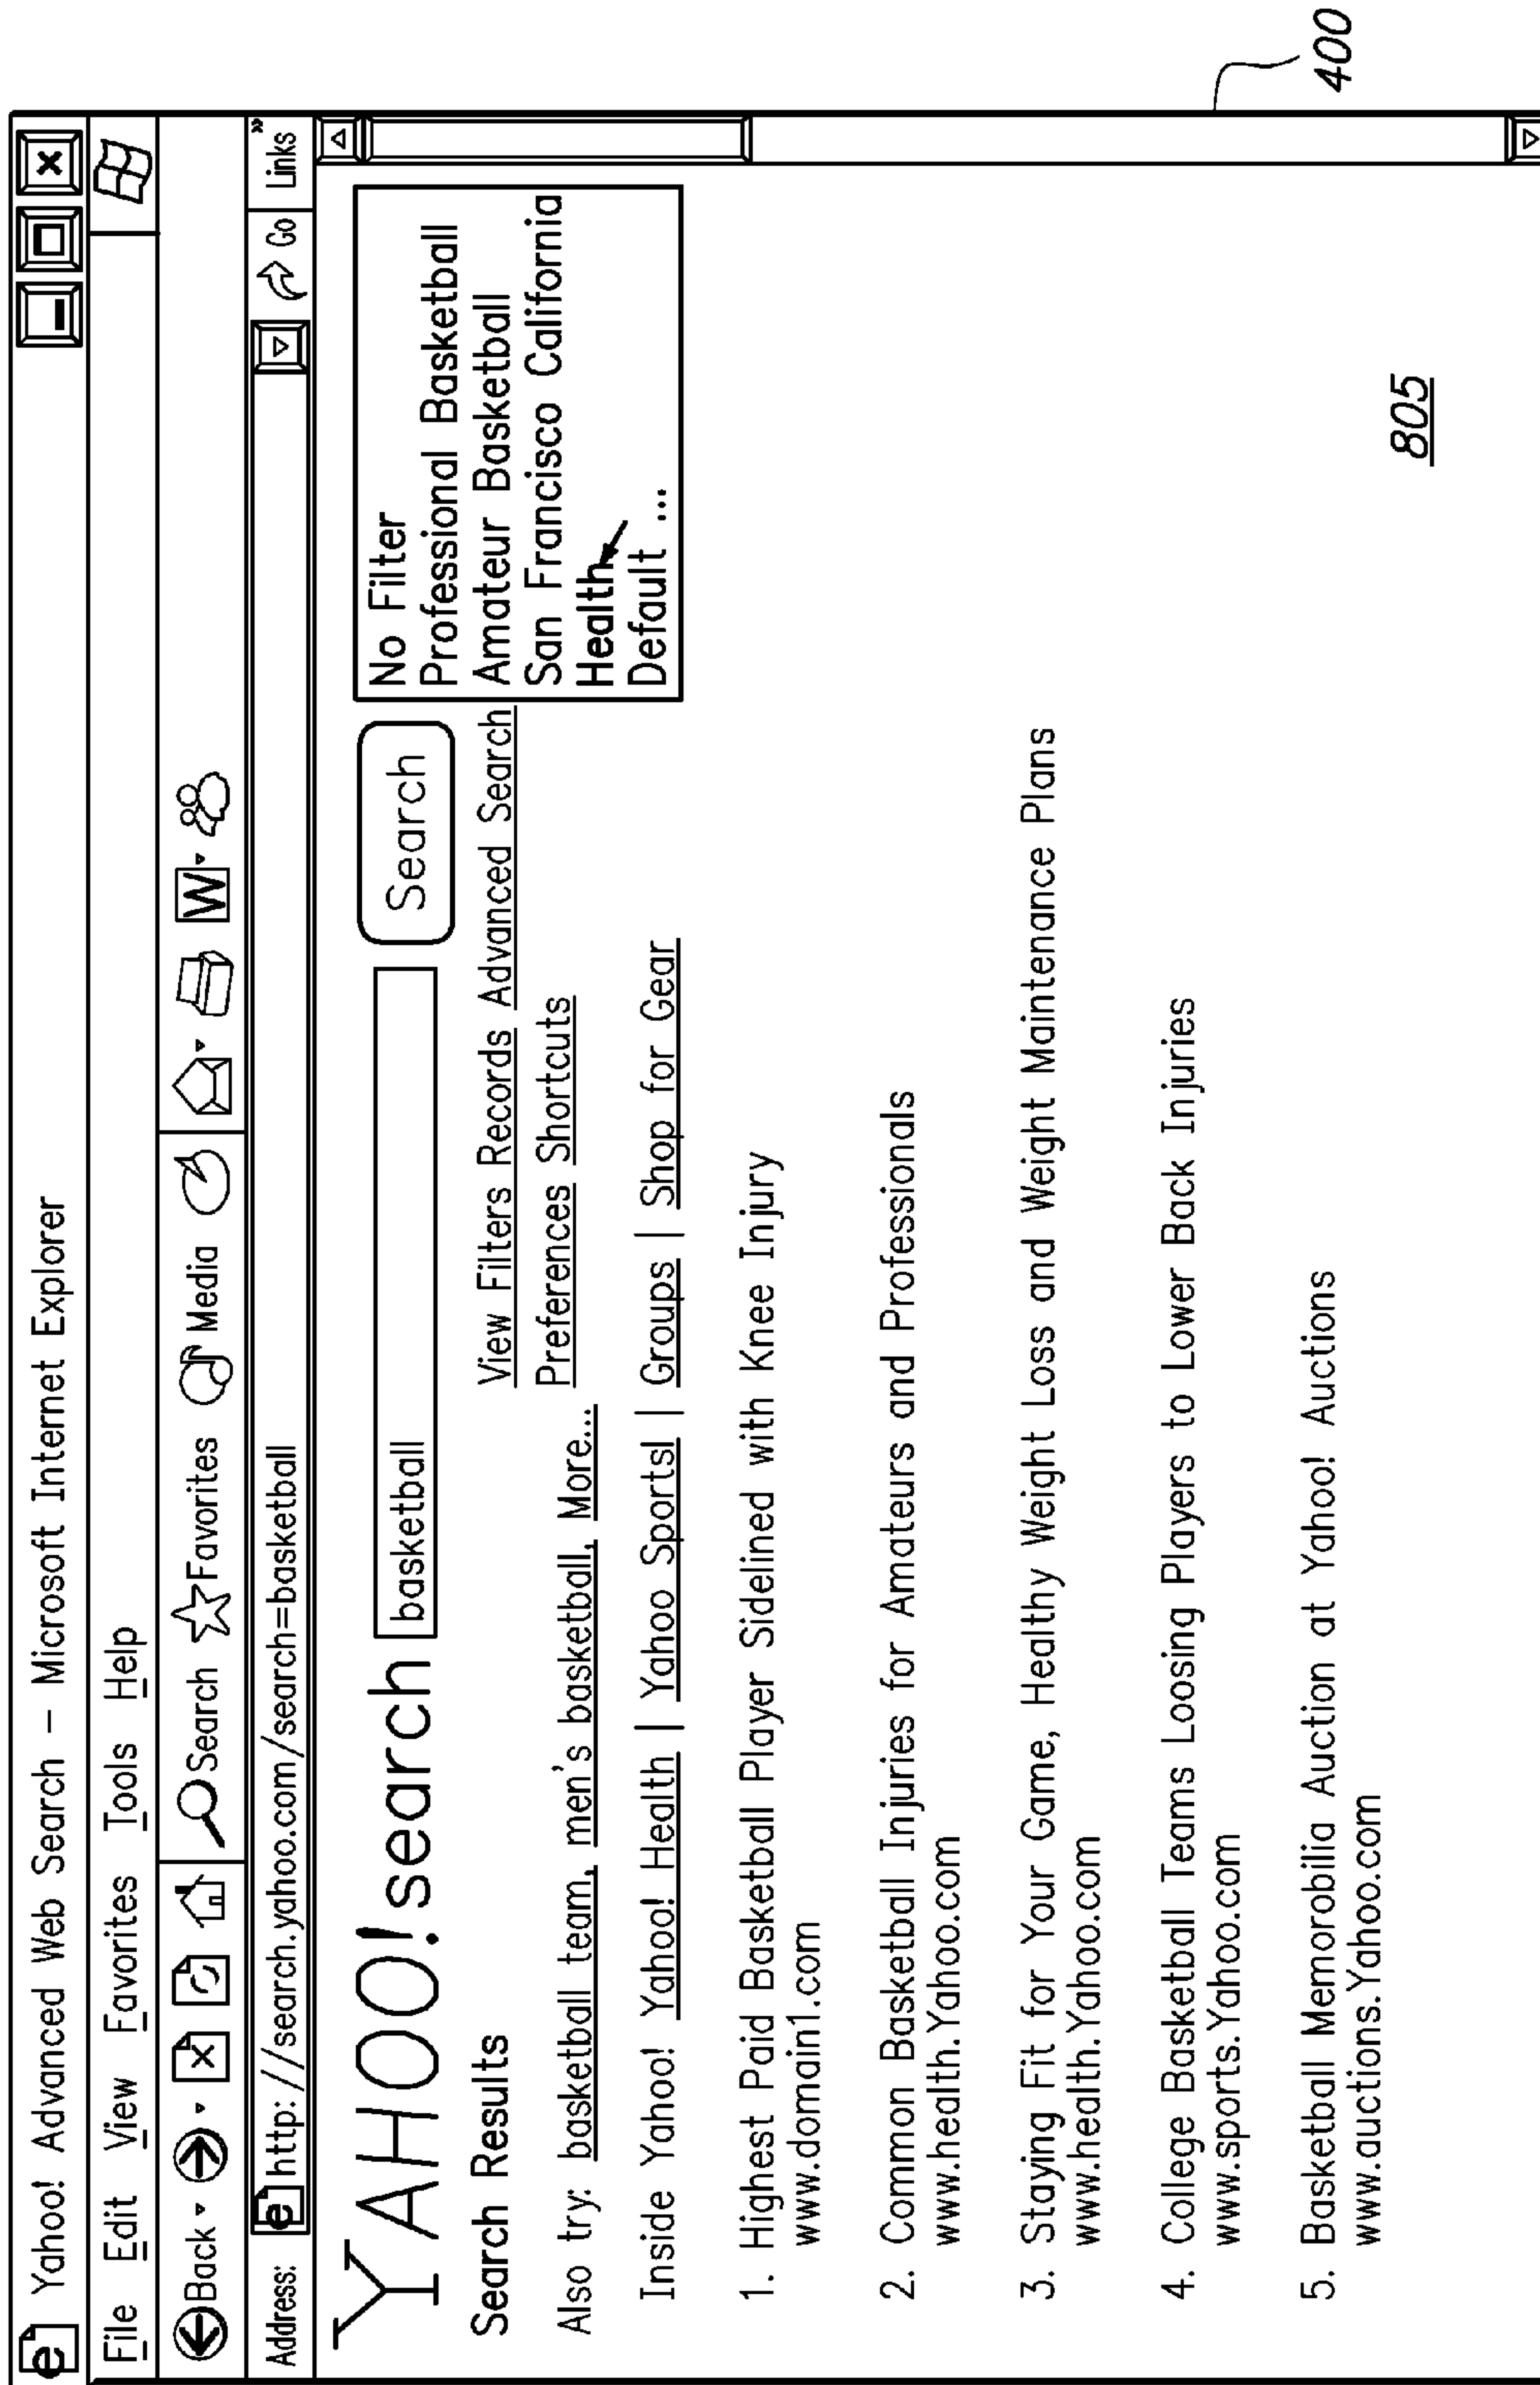 Yahoo! Advanced Web Search – Microsoft Internet Explorer
File Edit View Favorites Tools Help
Back Search Favorites Media W
Address: http: //search.yahoo.com/search=basketball Go Links »
YAHOO! search basketball Search
No Filter
Professional Basketball
Amateur Basketball
San Francisco California
Health
Default ...
Search Results
View Filters Records Advanced Search
Preferences Shortcuts
Also try: basketball team, men's basketball, More...
Inside Yahoo! Yahoo! Health | Yahoo Sports| | Groups | Shop for Gear
1. Highest Paid Basketball Player Sidelined with Knee Injury
www.domain1.com
2. Common Basketball Injuries for Amateurs and Professionals
www.health.Yahoo.com
3. Staying Fit for Your Game, Healthy Weight Loss and Weight Maintenance Plans
www.health.Yahoo.com
4. College Basketball Teams Loosing Players to Lower Back Injuries
www.sports.Yahoo.com
5. Basketball Memorobilia Auction at Yahoo! Auctions
www.auctions.Yahoo.com
805
400